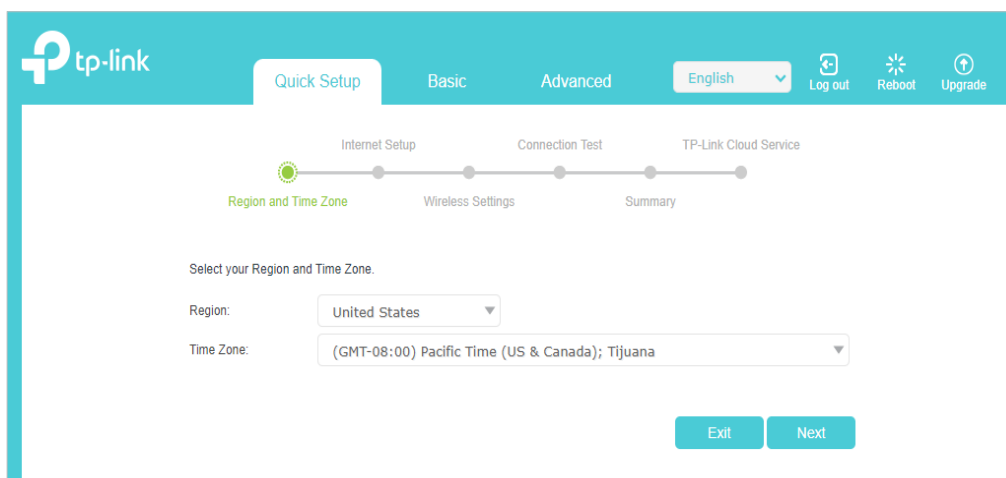 tp-link
Quick Setup Basic Advanced English Log out Reboot Upgrade
Internet Setup Connection Test TP-Link Cloud Service
Region and Time Zone Wireless Settings Summary
Select your Region and Time Zone.
Region: United States
Time Zone: (GMT-08:00) Pacific Time (US & Canada); Tijuana
Exit Next